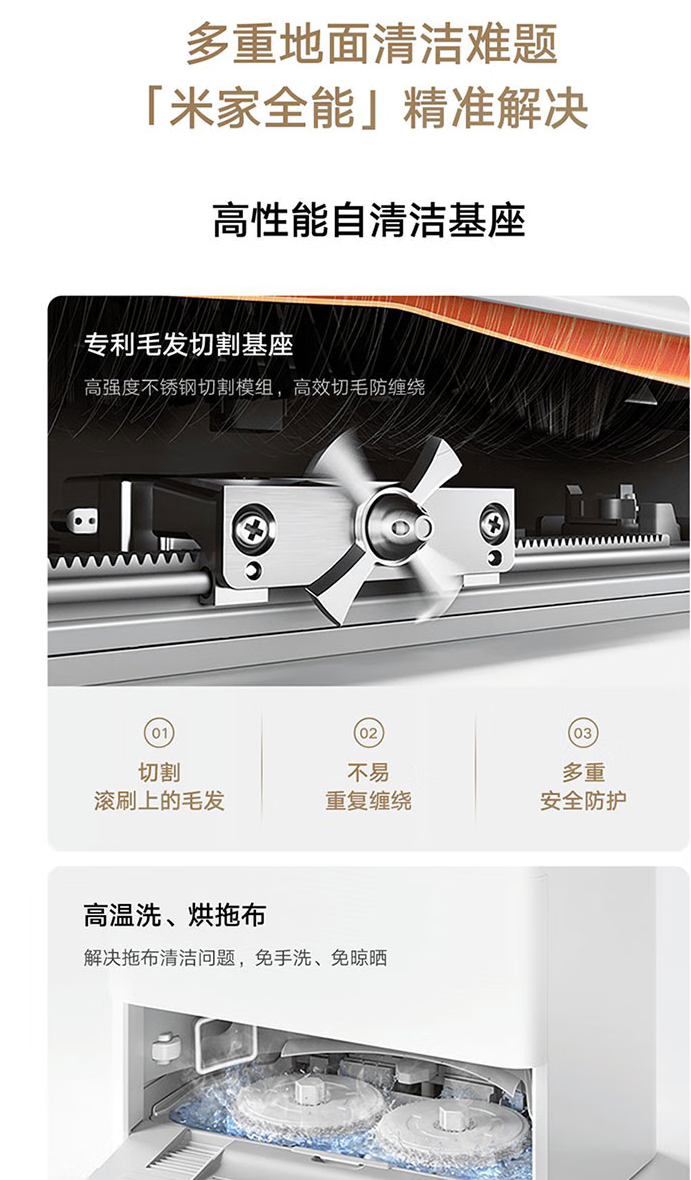 多重地面清洁难题
「米家全能」精准解决
高性能自清洁基座
专利毛发切割基座
高强度不锈钢切割模组，高效切毛防缠绕
01
切割
滚刷上的毛发
02
不易
重复缠绕
03
多重
安全防护
高温洗、烘拖布
解决拖布清洁问题，免手洗、免晾晒